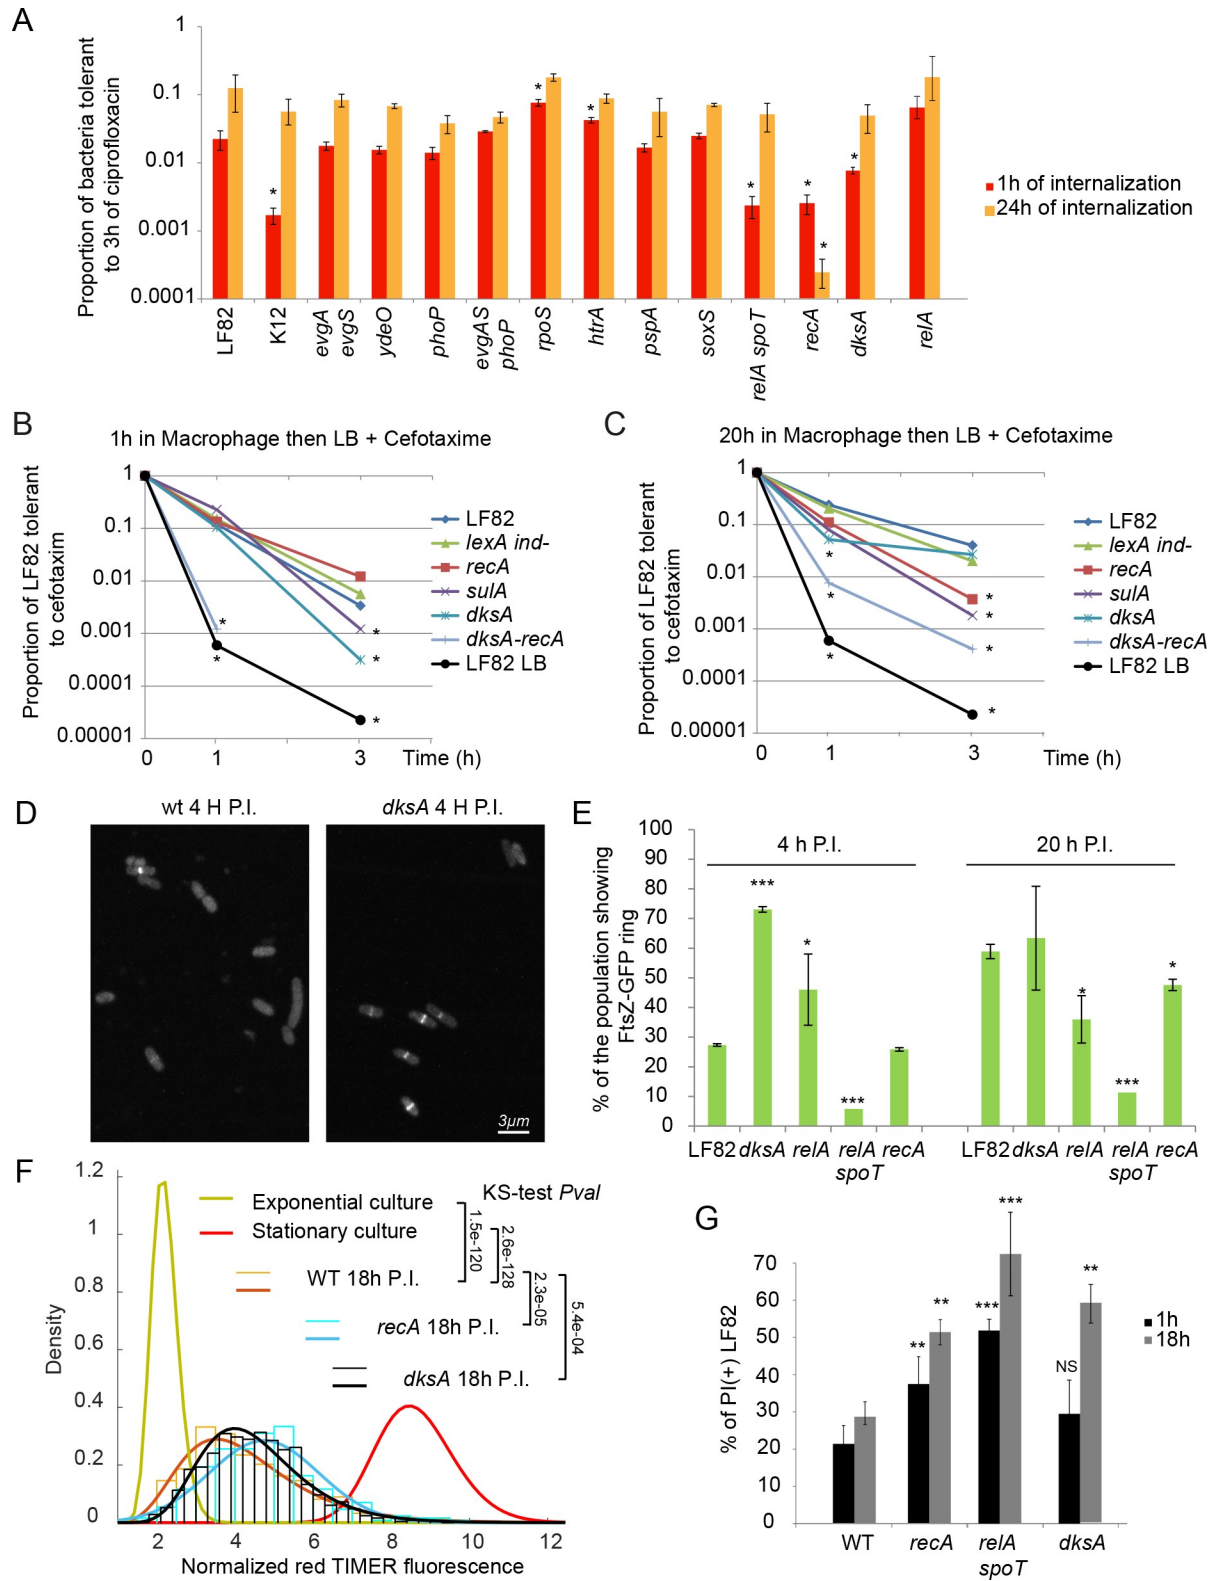 A
Proportion of bacteria tolerant
to 3h of ciprofloxacin
1
0.1
0.01
0.001
0.0001
LF82
K12
evgA
evgS
ydeO
phoP
evgAS
phoP
rpoS
htrA
pspA
soxS
relA spoT
recA
dksA
relA
* * * * * * *
1h of internalization
24h of internalization
B
1h in Macrophage then LB + Cefotaxime
Proportion of LF82 tolerant
to cefotaxim
1
0.1
0.01
0.001
0.0001
0.00001
0 1 3 Time (h)
* * * * *
LF82
lexA ind-
recA
sulA
dksA
dksA-recA
LF82 LB
C
20h in Macrophage then LB + Cefotaxime
Proportion of LF82 tolerant
to cefotaxim
1
0.1
0.01
0.001
0.0001
0.00001
0 1 3 Time (h)
* * * * * * *
LF82
lexA ind-
recA
sulA
dksA
dksA-recA
LF82 LB
D
wt 4 H P.I.
dksA 4 H P.I.
3µm
E
% of the population showing
FtsZ-GFP ring
100
90
80
70
60
50
40
30
20
10
0
4 h P.I.
20 h P.I.
*** * *** * *** *
LF82 dksA relA relA recA
spoT
LF82 dksA relA relA recA
spoT
F
Density
1.2
1
0.8
0.6
0.4
0.2
0
Exponential culture
Stationary culture
WT 18h P.I.
recA 18h P.I.
dksA 18h P.I.
KS-test Pval
1.5e-120
2.6e-128
2.3e-05
5.4e-04
2 4 6 8 10 12
Normalized red TIMER fluorescence
G
% of PI(+) LF82
70
60
50
40
30
20
10
0
** ** *** *** NS **
1h
18h
WT recA relA dksA
spoT